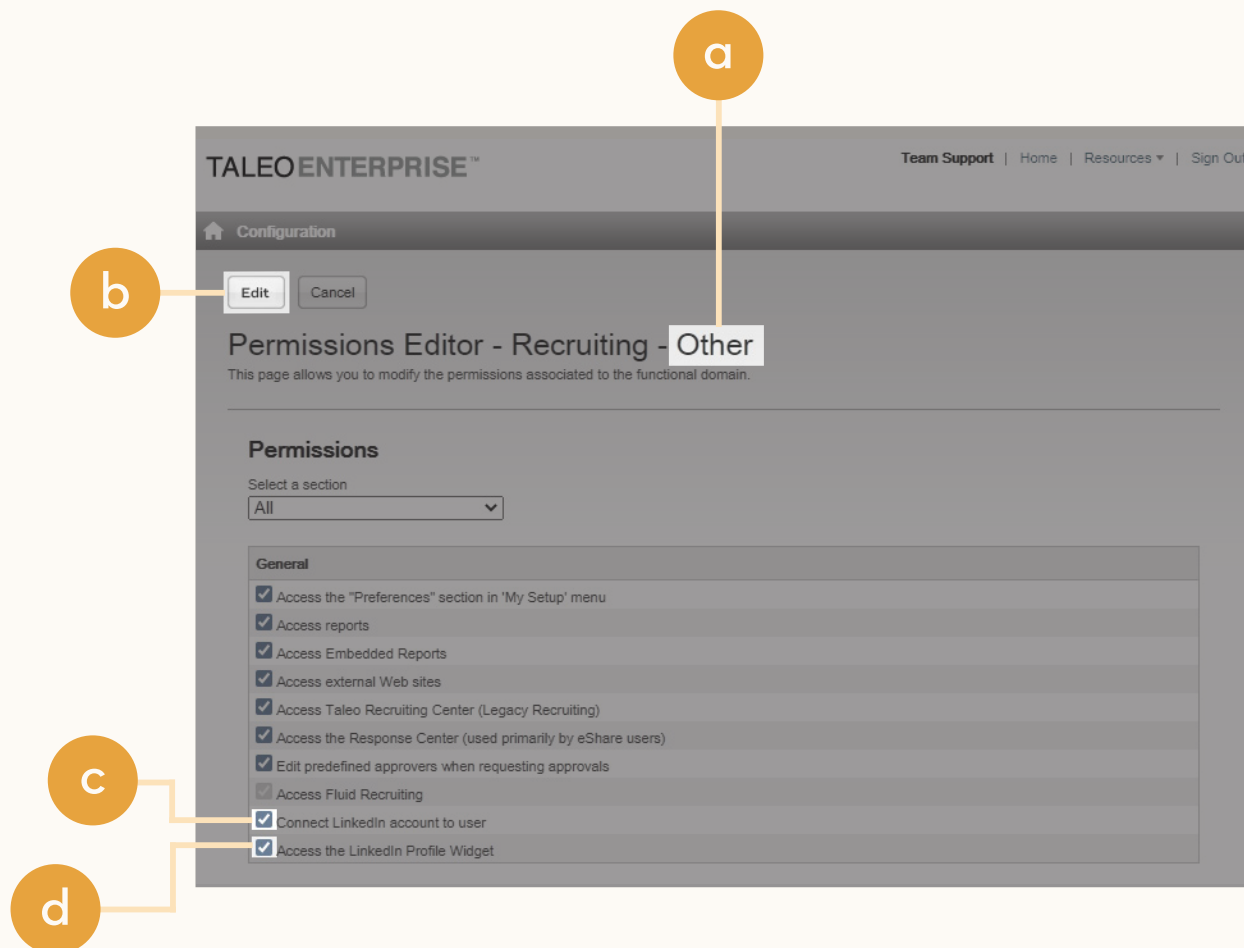 a
TALEO ENTERPRISE™
Team Support | Home | Resources ▾ | Sign Out
Configuration
b
Edit Cancel
Permissions Editor - Recruiting - Other
This page allows you to modify the permissions associated to the functional domain.
Permissions
Select a section
All
General
Access the "Preferences" section in 'My Setup' menu
Access reports
Access Embedded Reports
Access external Web sites
Access Taleo Recruiting Center (Legacy Recruiting)
Access the Response Center (used primarily by eShare users)
Edit predefined approvers when requesting approvals
c
Access Fluid Recruiting
Connect LinkedIn account to user
Access the LinkedIn Profile Widget
d